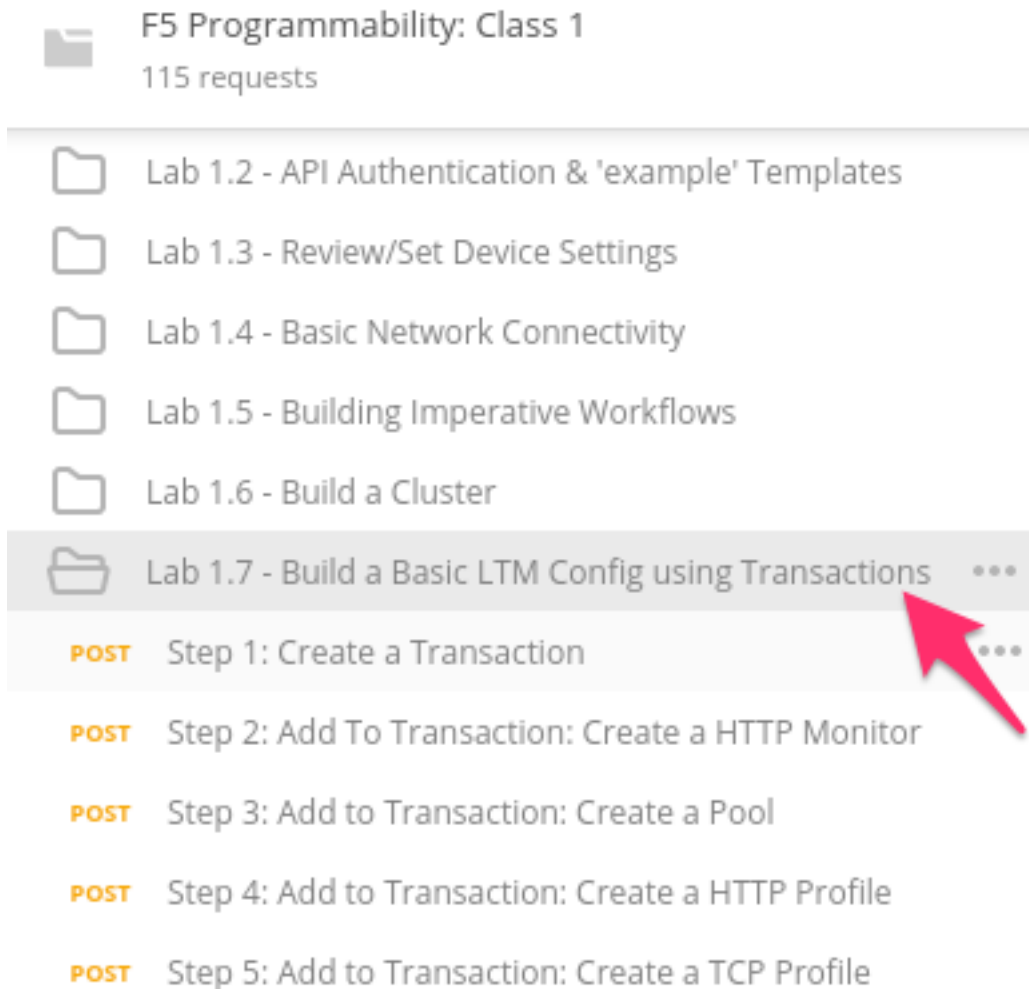 F5 Programmability: Class 1
115 requests
Lab 1.2 - API Authentication & 'example' Templates
Lab 1.3 - Review/Set Device Settings
Lab 1.4 - Basic Network Connectivity
Lab 1.5 - Building Imperative Workflows
Lab 1.6 - Build a Cluster
Lab 1.7 - Build a Basic LTM Config using Transactions
POST Step 1: Create a Transaction
POST Step 2: Add To Transaction: Create a HTTP Monitor
POST Step 3: Add to Transaction: Create a Pool
POST Step 4: Add to Transaction: Create a HTTP Profile
POST Step 5: Add to Transaction: Create a TCP Profile